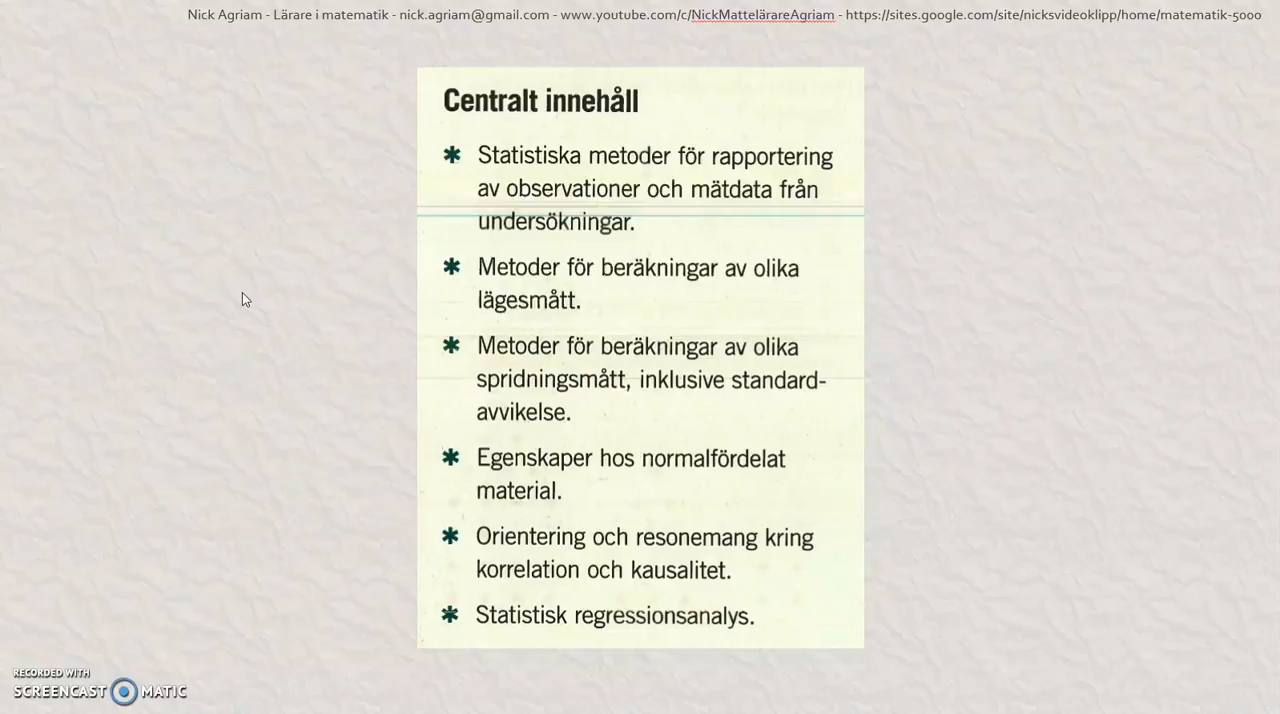 Nick Agriam - Lärare i matematik - nick.agriam@gmail.com - www.youtube.com/c/NickMattelärareAgriam - https://sites.google.com/site/nicksvideoklipp/home/matematik-5000
Centralt innehåll
* Statistiska metoder för rapportering
av observationer och mätdata från
undersökningar.
* Metoder för beräkningar av olika
lägesmått.
* Metoder för beräkningar av olika
spridningsmått, inklusive standard-
avvikelse.
* Egenskaper hos normalfördelat
material.
* Orientering och resonemang kring
korrelation och kausalitet.
* Statistisk regressionsanalys.
RECORDED WITH
SCREENCAST MATIC